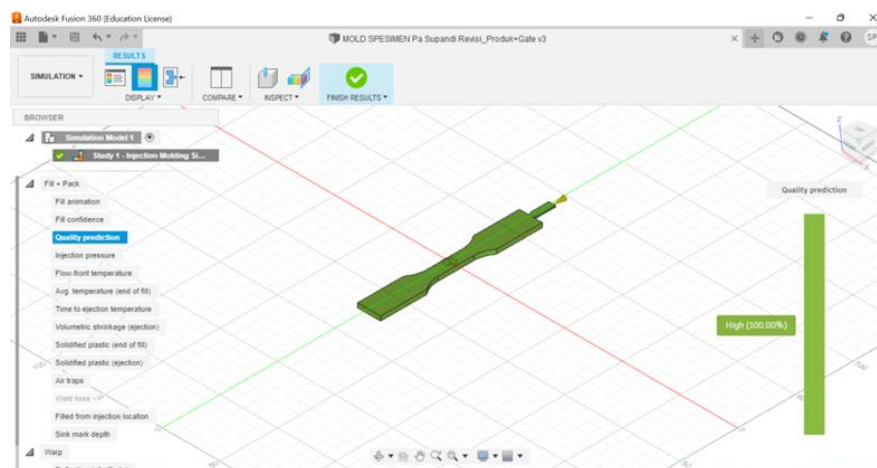 Autodesk Fusion 360 (Education License)
MOLD SPESIMEN Pa Supandi Revisi_Produk+Gate v3
SP
RESULTS
SIMULATION
DISPLAY
COMPARE
INSPECT
FINISH RESULTS
BROWSER
Simulation Model 1
Study 1 - Injection Molding Si...
Fill + Pack
Fill animation
Fill confidence
Quality prediction
Injection pressure
Flow-front temperature
Avg. temperature (end of fill)
Time to ejection temperature
Volumetric shrinkage (ejection)
Solidified plastic (end of fill)
Solidified plastic (ejection)
Air traps
Weld lines
Filled from injection location
Sink mark depth
Warp
Quality prediction
High (100.00%)